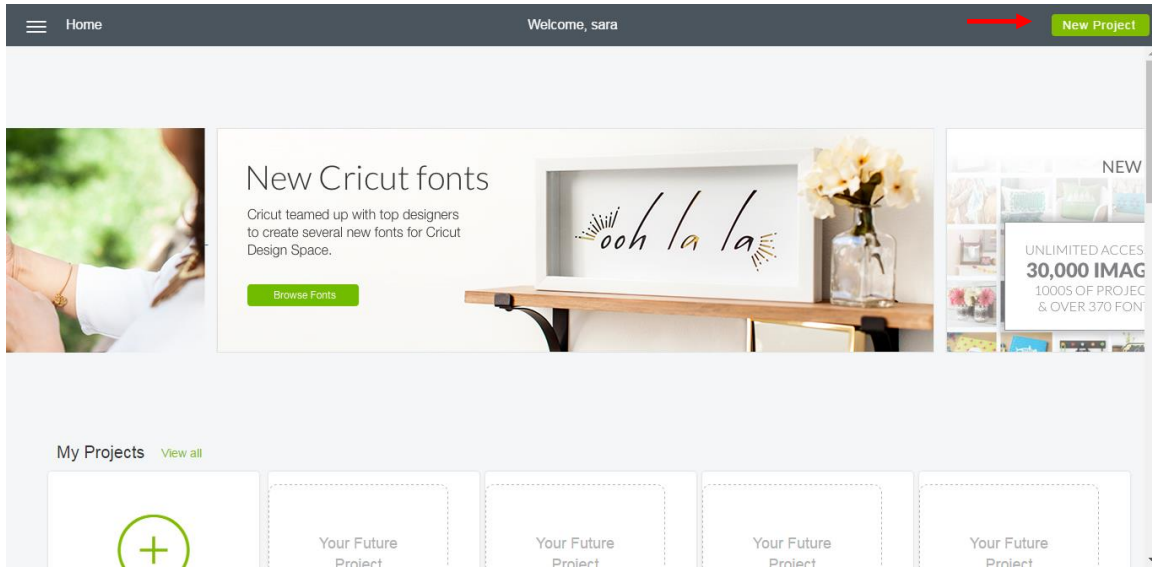 Home
Welcome, sara
New Project
New Cricut fonts
Cricut teamed up with top designers
to create several new fonts for Cricut
Design Space.
Browse Fonts
ooh la la
NEW
UNLIMITED ACCES
30,000 IMAG
1000S OF PROJEC
& OVER 370 FON
My Projects View all
Your Future
Project
Your Future
Project
Your Future
Project
Your Future
Project